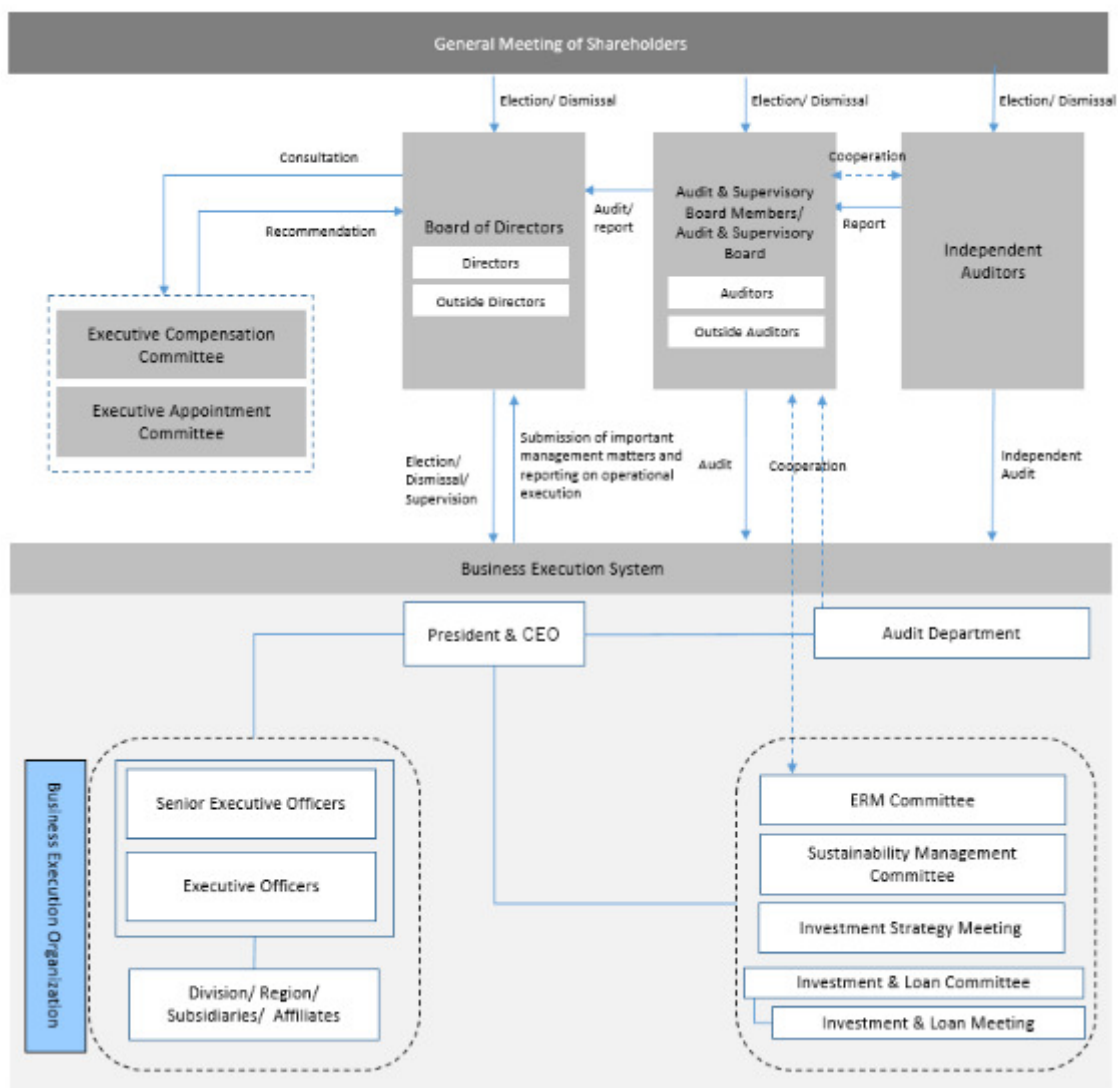 General Meeting of Shareholders
Election/ Dismissal
Election/ Dismissal
Election/ Dismissal
Consultation
Recommendation
Board of Directors
Directors
Outside Directors
Audit/
report
Audit & Supervisory
Board Members/
Audit & Supervisory
Board
Auditors
Outside Auditors
Cooperation
Report
Independent
Auditors
Executive Compensation
Committee
Executive Appointment
Committee
Election/
Dismissal/
Supervision
Submission of important
management matters and
reporting on operational
execution
Audit
Cooperation
Independent
Audit
Business Execution System
President & CEO
Audit Department
Business Execution Organization
Senior Executive Officers
Executive Officers
Division/ Region/
Subsidiaries/ Affiliates
ERM Committee
Sustainability Management
Committee
Investment Strategy Meeting
Investment & Loan Committee
Investment & Loan Meeting